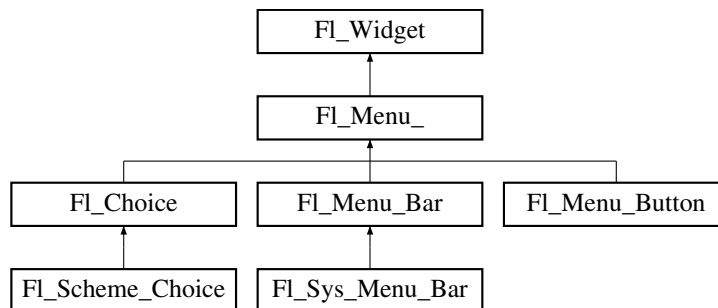 Fl_Widget
Fl_Menu_
Fl_Choice
Fl_Menu_Bar
Fl_Menu_Button
Fl_Scheme_Choice
Fl_Sys_Menu_Bar